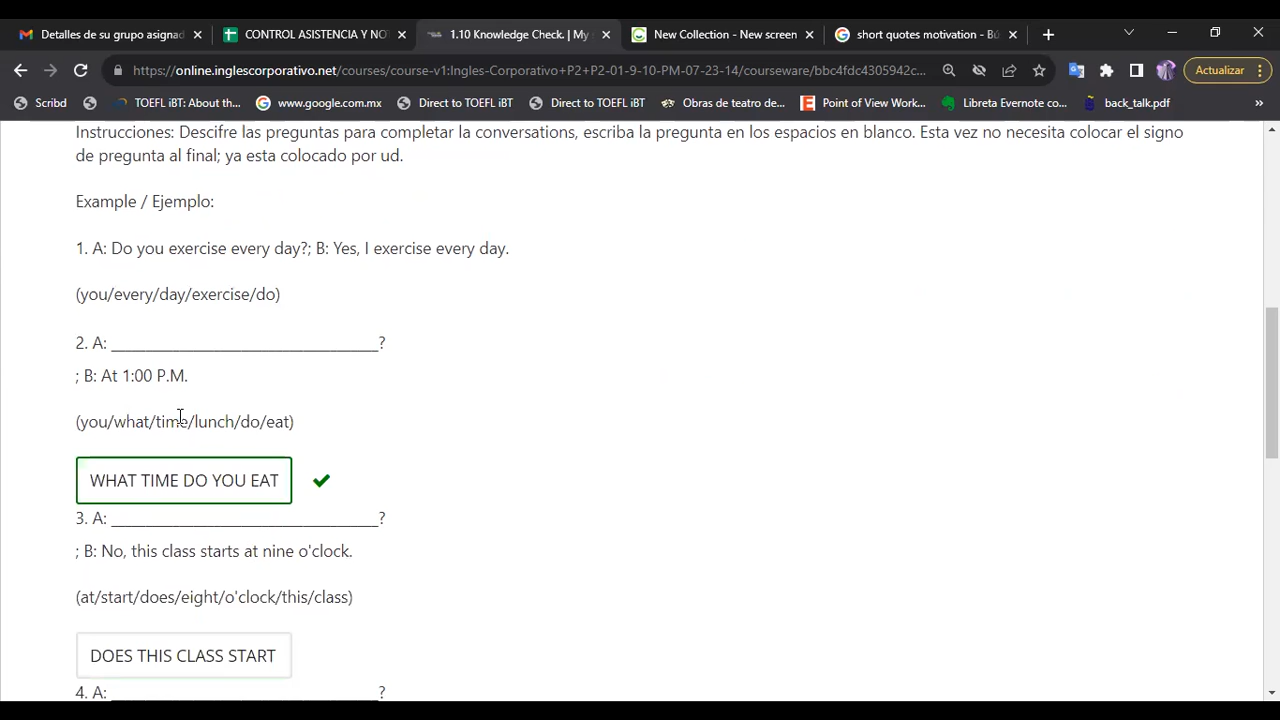 Detalles de su grupo asignad
CONTROL ASISTENCIA Y NO
1.10 Knowledge Check. | My
New Collection - New screen
short quotes motivation - Bú
https://online.inglescorporativo.net/courses/course-v1:Ingles-Corporativo+P2+P2-01-9-10-PM-07-23-14/courseware/bbc4fdc4305942c...
Actualizar
Scribd
TOEFL iBT: About th...
www.google.com.mx
Direct to TOEFL iBT
Direct to TOEFL iBT
Obras de teatro de...
Point of View Work...
Libreta Evernote co...
back_talk.pdf
»
Instrucciones: Descifre las preguntas para completar la conversations, escriba la pregunta en los espacios en blanco. Esta vez no necesita colocar el signo
de pregunta al final; ya esta colocado por ud.
Example / Ejemplo:
1. A: Do you exercise every day?; B: Yes, I exercise every day.
(you/every/day/exercise/do)
2. A: __________________________________?
; B: At 1:00 P.M.
(you/what/time/lunch/do/eat)
WHAT TIME DO YOU EAT
3. A: __________________________________?
; B: No, this class starts at nine o'clock.
(at/start/does/eight/o'clock/this/class)
DOES THIS CLASS START
4. A: __________________________________?